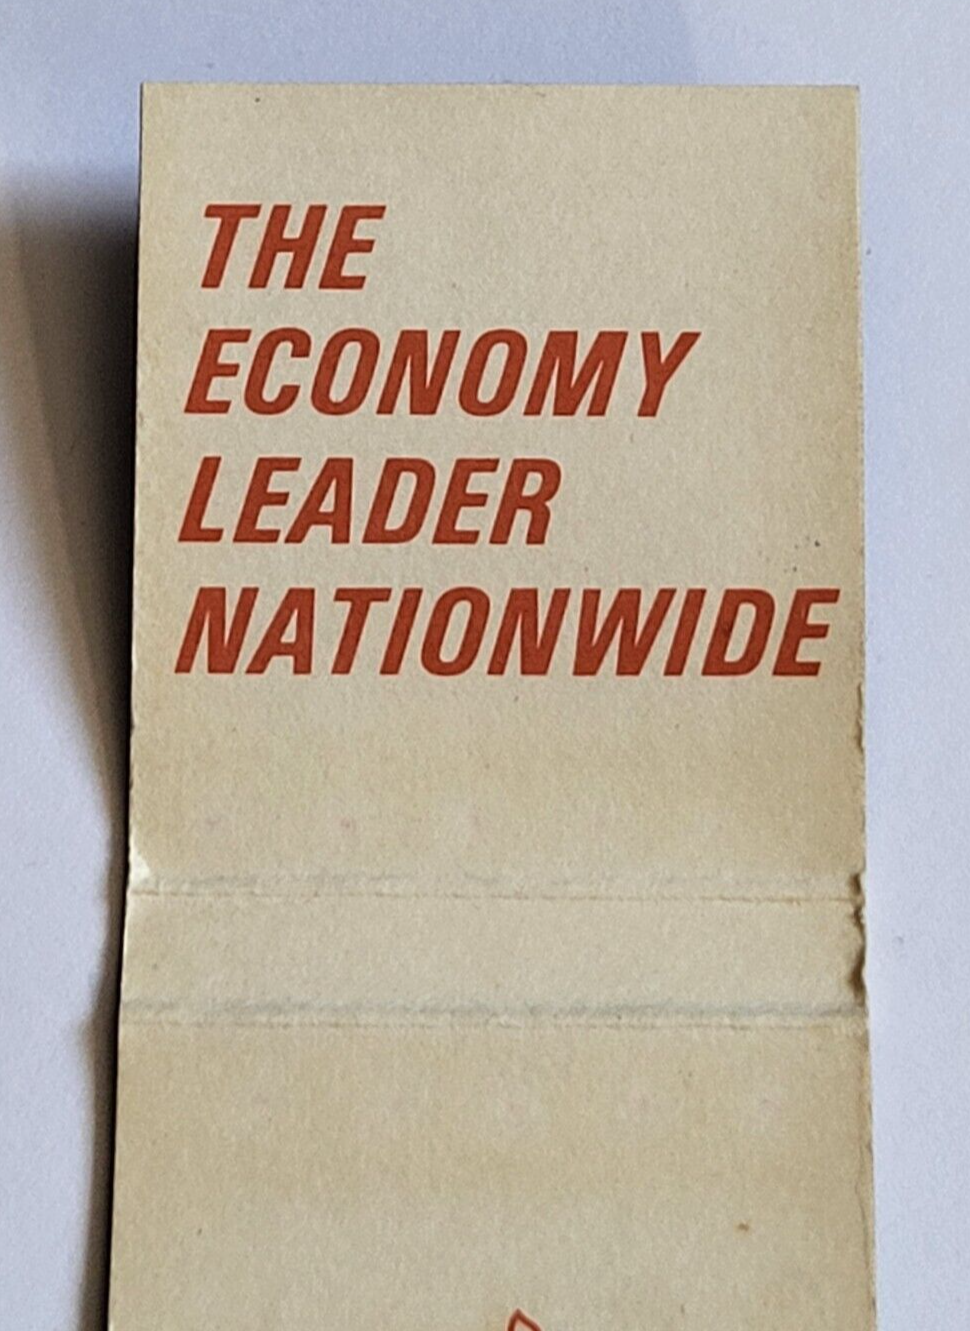 THE
ECONOMY
LEADER
NATIONWIDE